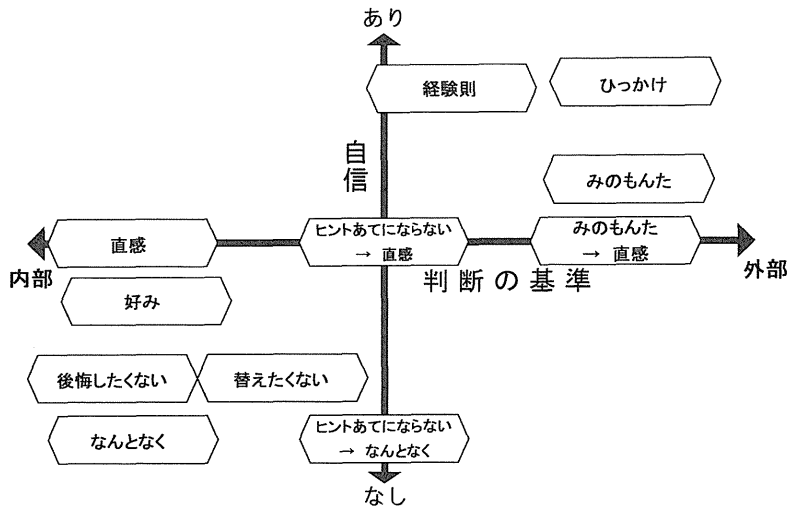 あり
経験則
ひっかけ
自信
みのもんた
直感
ヒントあてにならない
→ 直感
みのもんた
→ 直感
内部
判断の基準
外部
好み
後悔したくない
替えたくない
なんとなく
ヒントあてにならない
→ なんとなく
なし